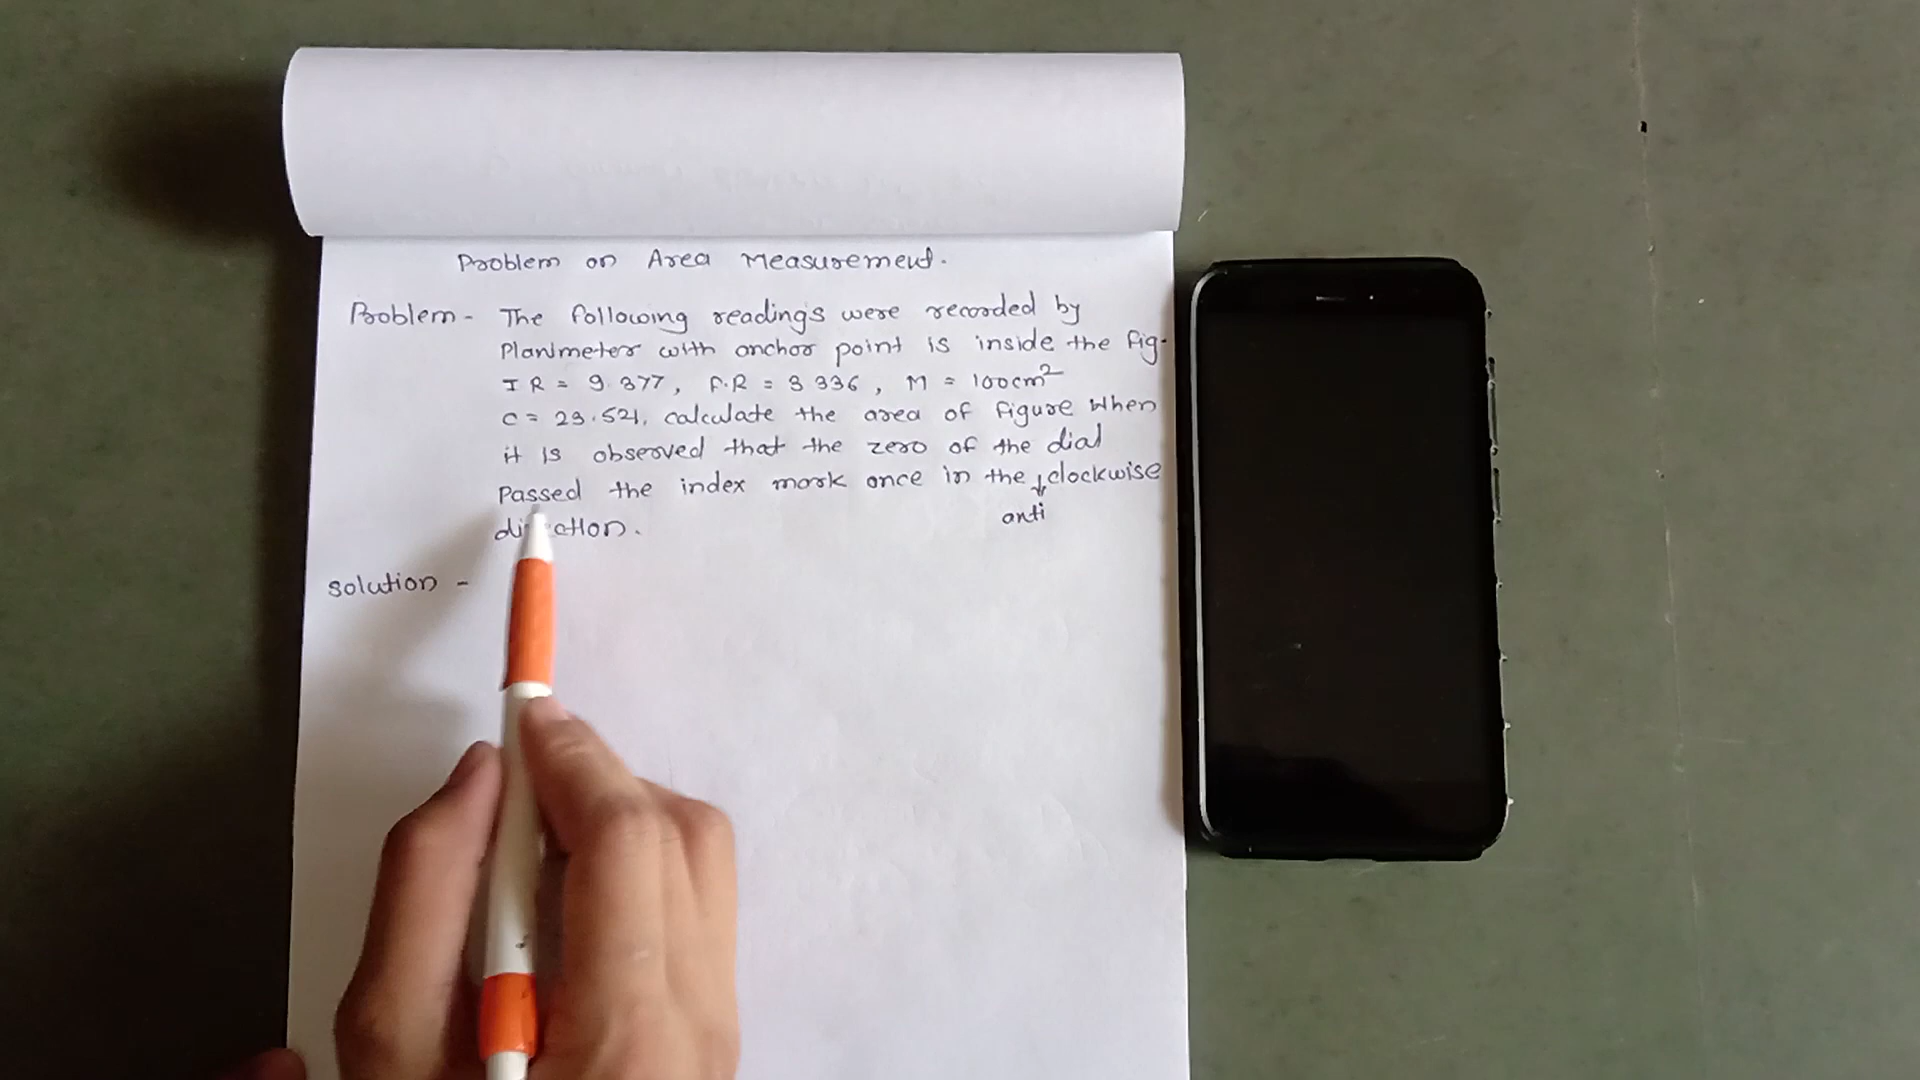 Problem on Area Measurement.
Problem - The following readings were recorded by
Planimeter with anchor point is inside the fig.
I R = 9.377, F.R = 3 336, M = 100cm²
C = 23.521, calculate the area of figure when
it is observed that the zero of the dial
Passed the index mark once in the clockwise
anti
direction.
solution -